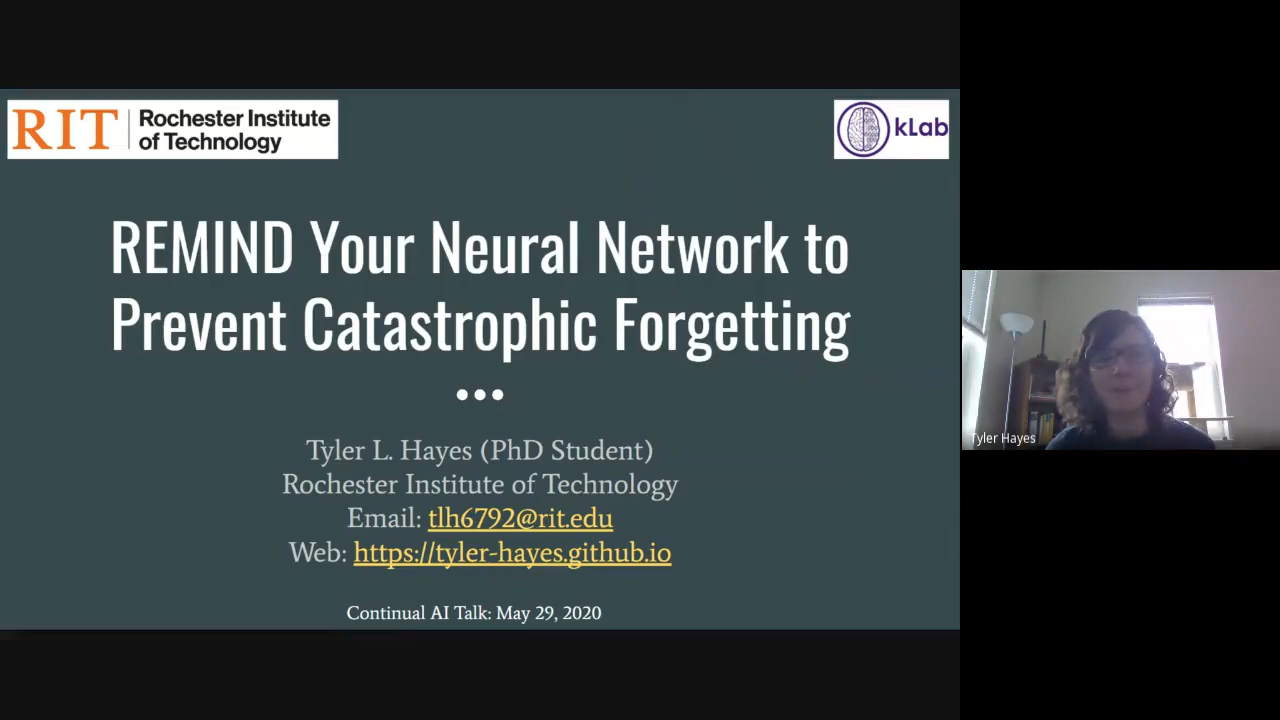 RIT Rochester Institute
of Technology
kLab
REMIND Your Neural Network to
Prevent Catastrophic Forgetting
Tyler L. Hayes (PhD Student)
Rochester Institute of Technology
Email: tlh6792@rit.edu
Web: https://tyler-hayes.github.io
Continual AI Talk: May 29, 2020
Tyler Hayes